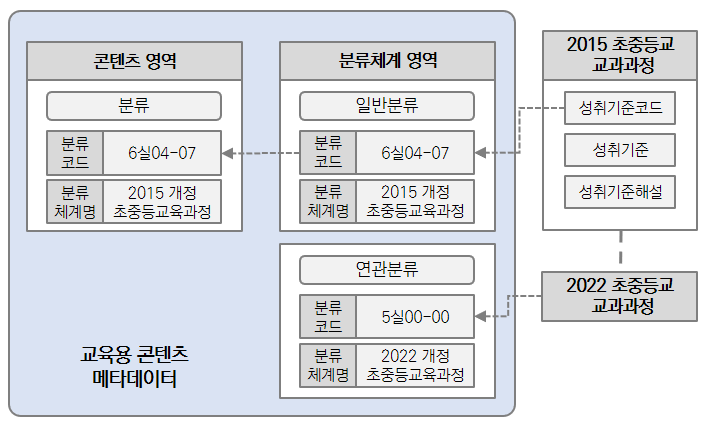 콘텐츠 영역
분류
분류
코드
6실04-07
분류
체계명
2015 개정
초중등교육과정
분류체계 영역
일반분류
분류
코드
6실04-07
분류
체계명
2015 개정
초중등교육과정
연관분류
분류
코드
5실00-00
분류
체계명
2022 개정
초중등교육과정
교육용 콘텐츠
메타데이터
2015 초중등교
교과과정
성취기준코드
성취기준
성취기준해설
2022 초중등교
교과과정